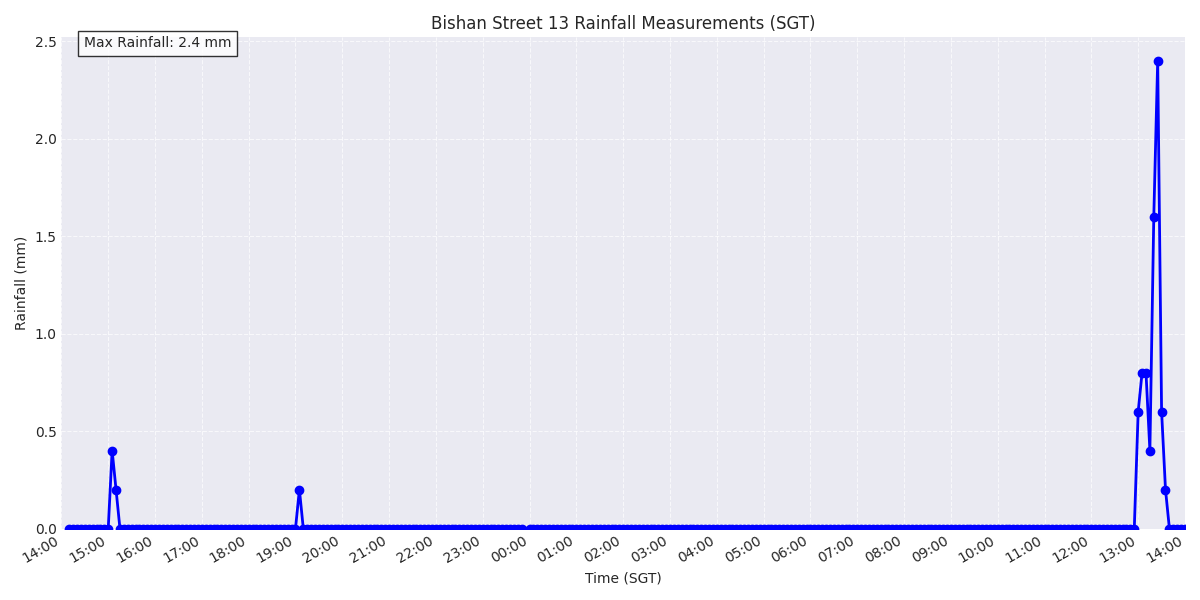 Bishan Street 13 Rainfall Measurements (SGT)
Max Rainfall: 2.4 mm
2.5
2.0
1.5
1.0
0.5
0.0
Rainfall (mm)
14:00 15:00 16:00 17:00 18:00 19:00 20:00 21:00 22:00 23:00 00:00 01:00 02:00 03:00 04:00 05:00 06:00 07:00 08:00 09:00 10:00 11:00 12:00 13:00 14:00
Time (SGT)